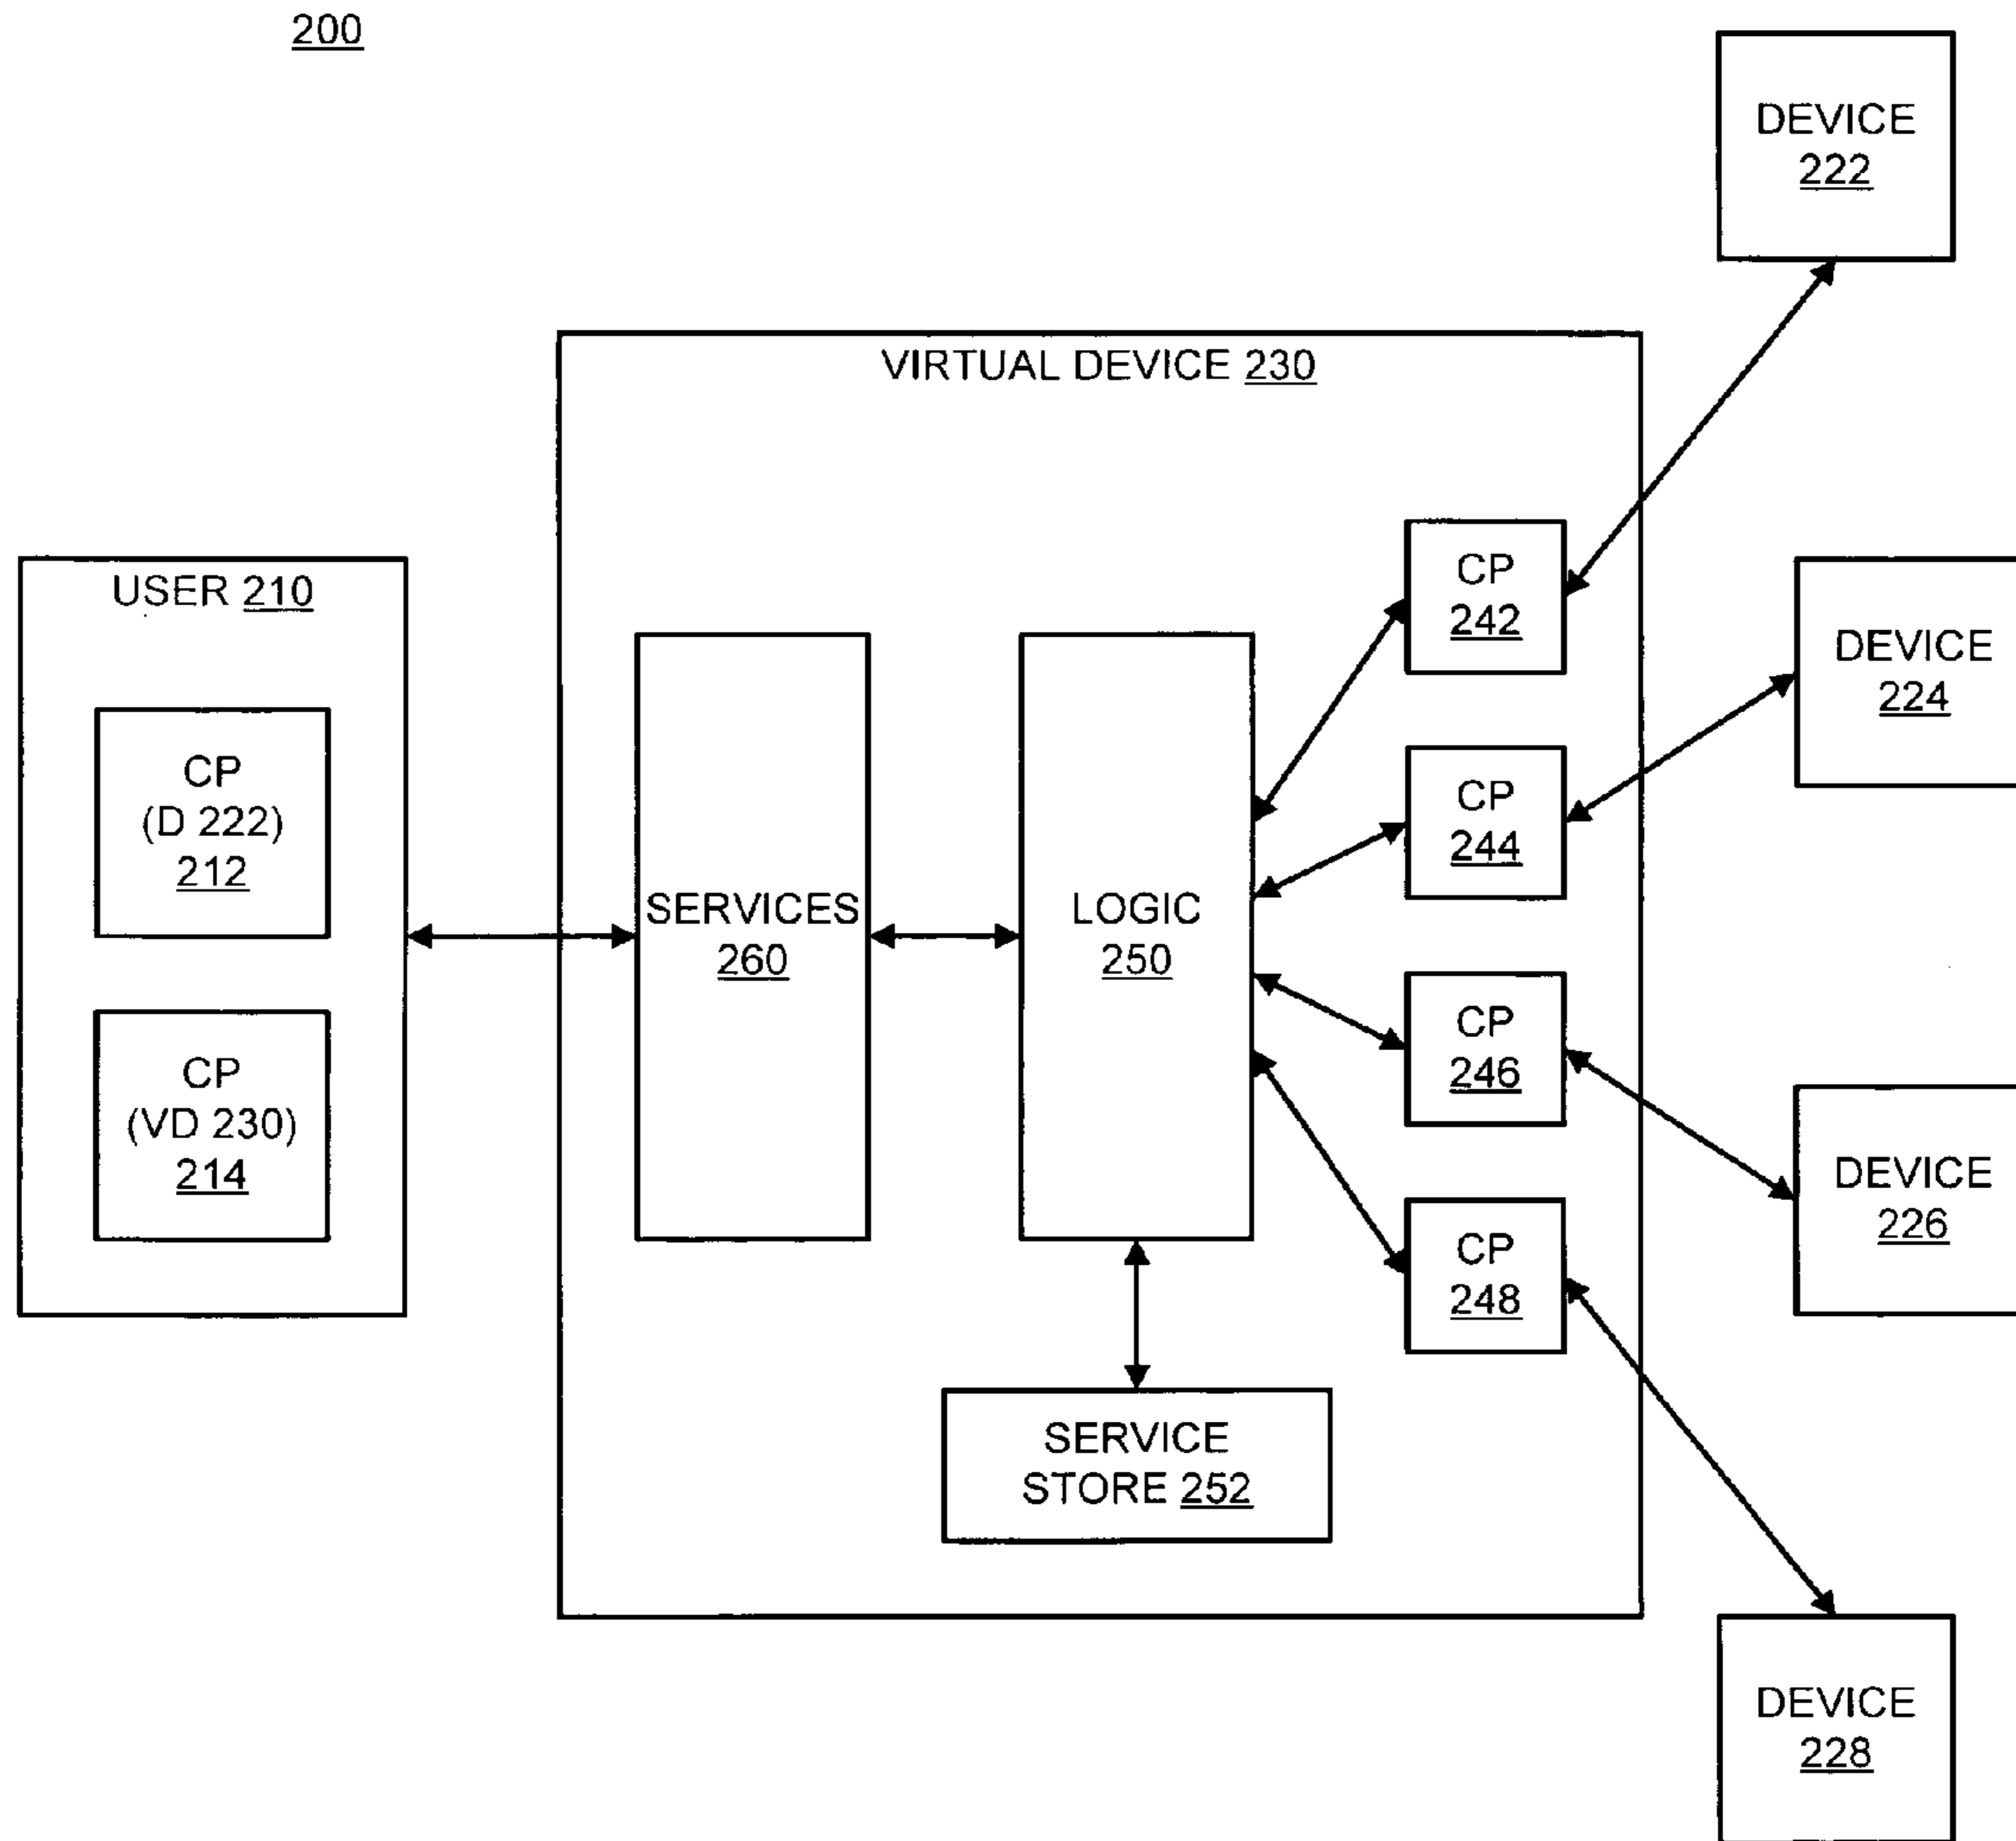 200
DEVICE
222
VIRTUAL DEVICE 230
USER 210
CP
(D 222)
212
CP
(VD 230)
214
SERVICES
260
LOGIC
250
CP
242
CP
244
CP
246
CP
248
SERVICE
STORE 252
DEVICE
224
DEVICE
226
DEVICE
228